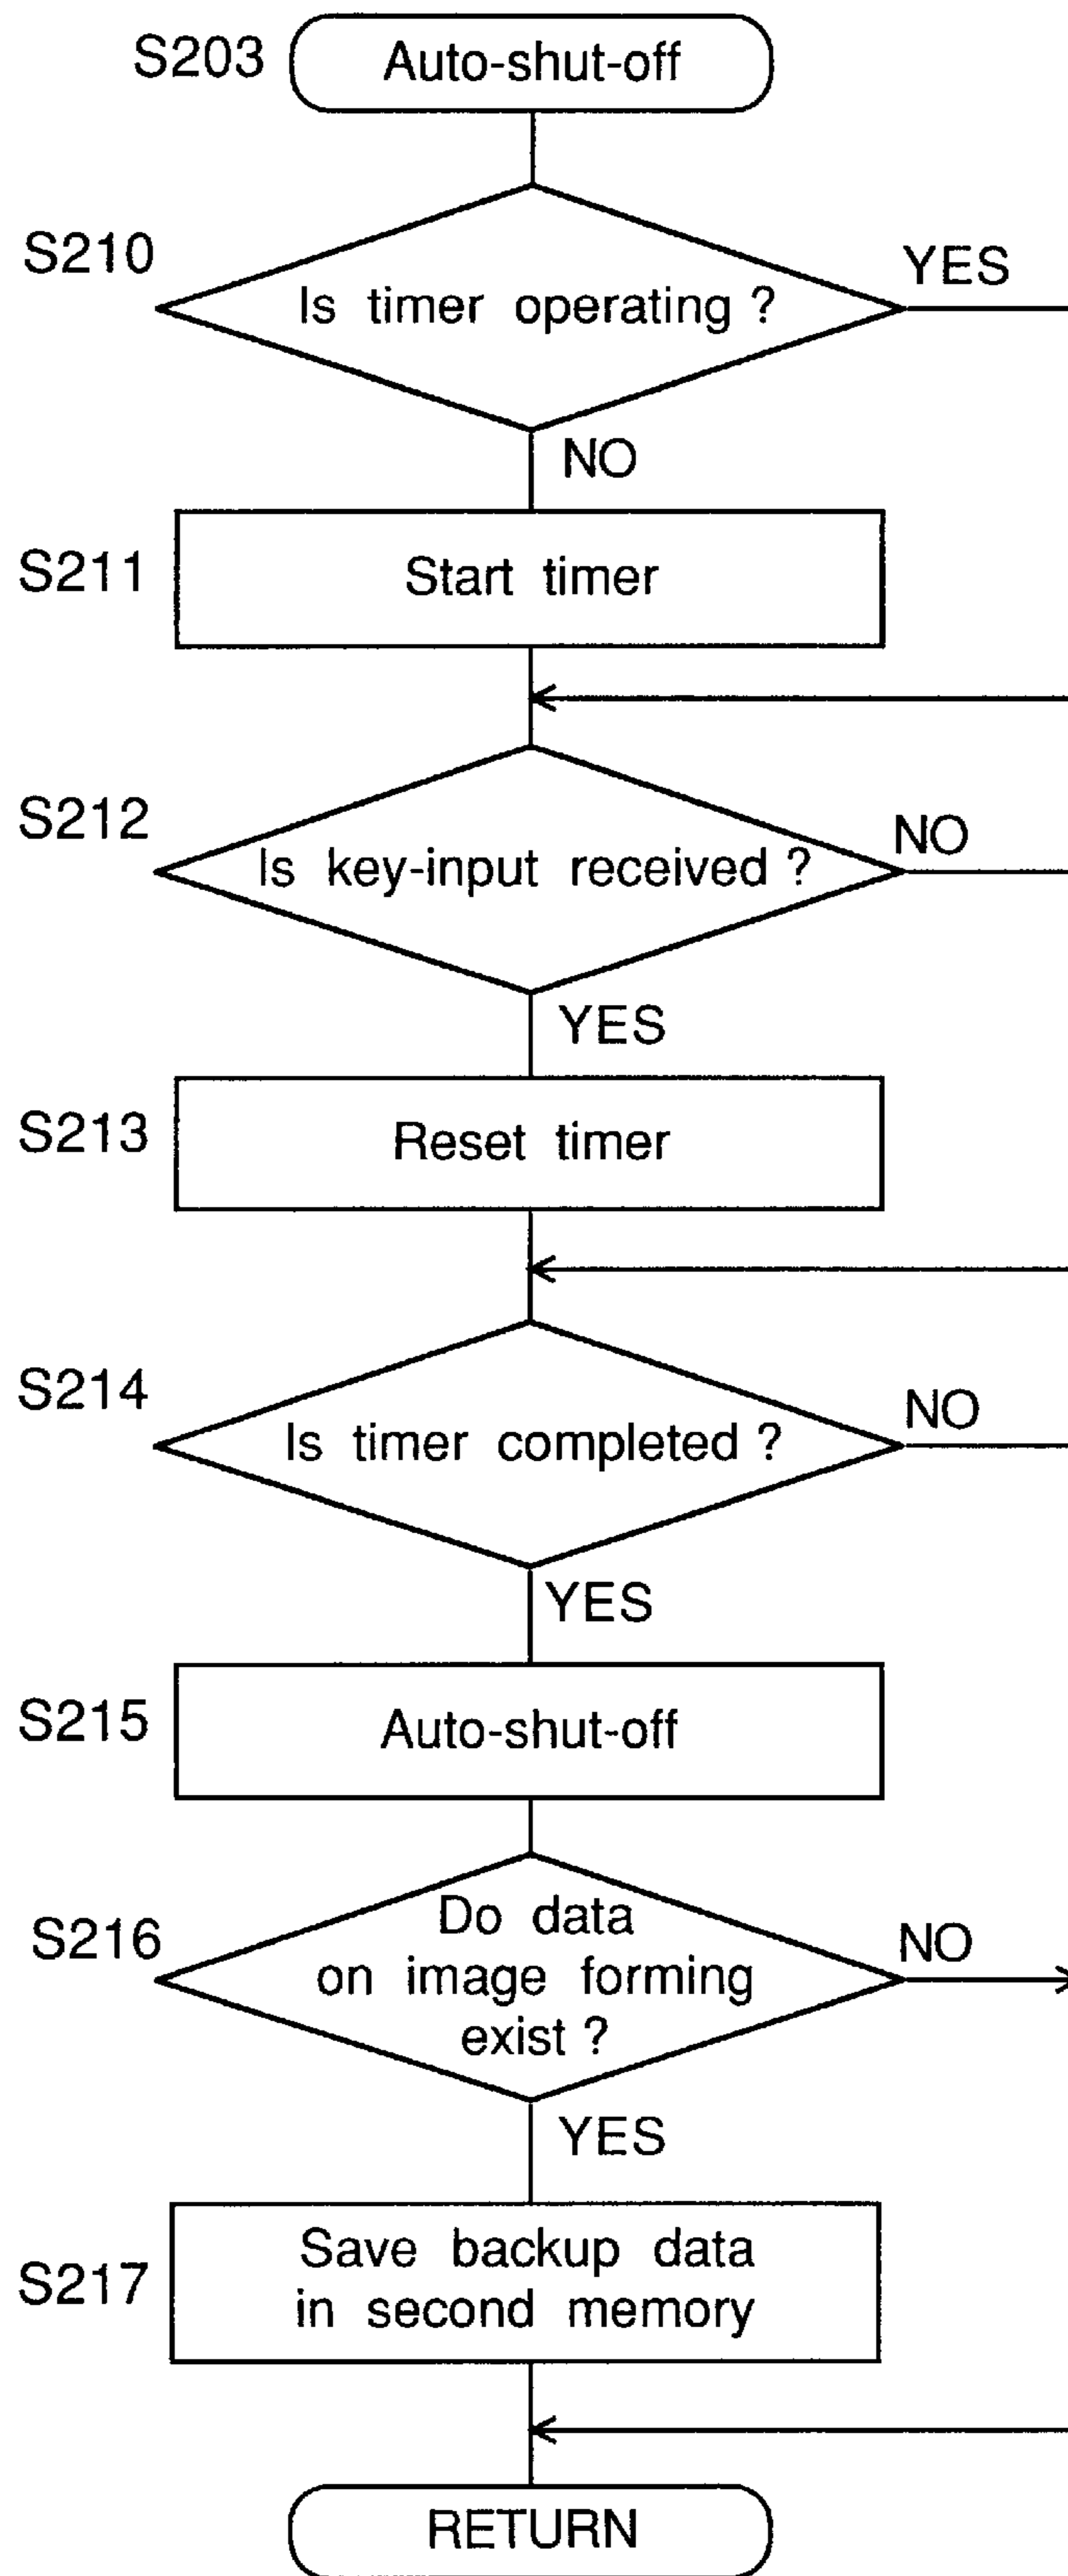 S203
Auto-shut-off
S210
Is timer operating ?
YES
NO
S211
Start timer
S212
Is key-input received ?
NO
YES
S213
Reset timer
S214
Is timer completed ?
NO
YES
S215
Auto-shut-off
S216
Do data
on image forming
exist ?
NO
YES
S217
Save backup data
in second memory
RETURN